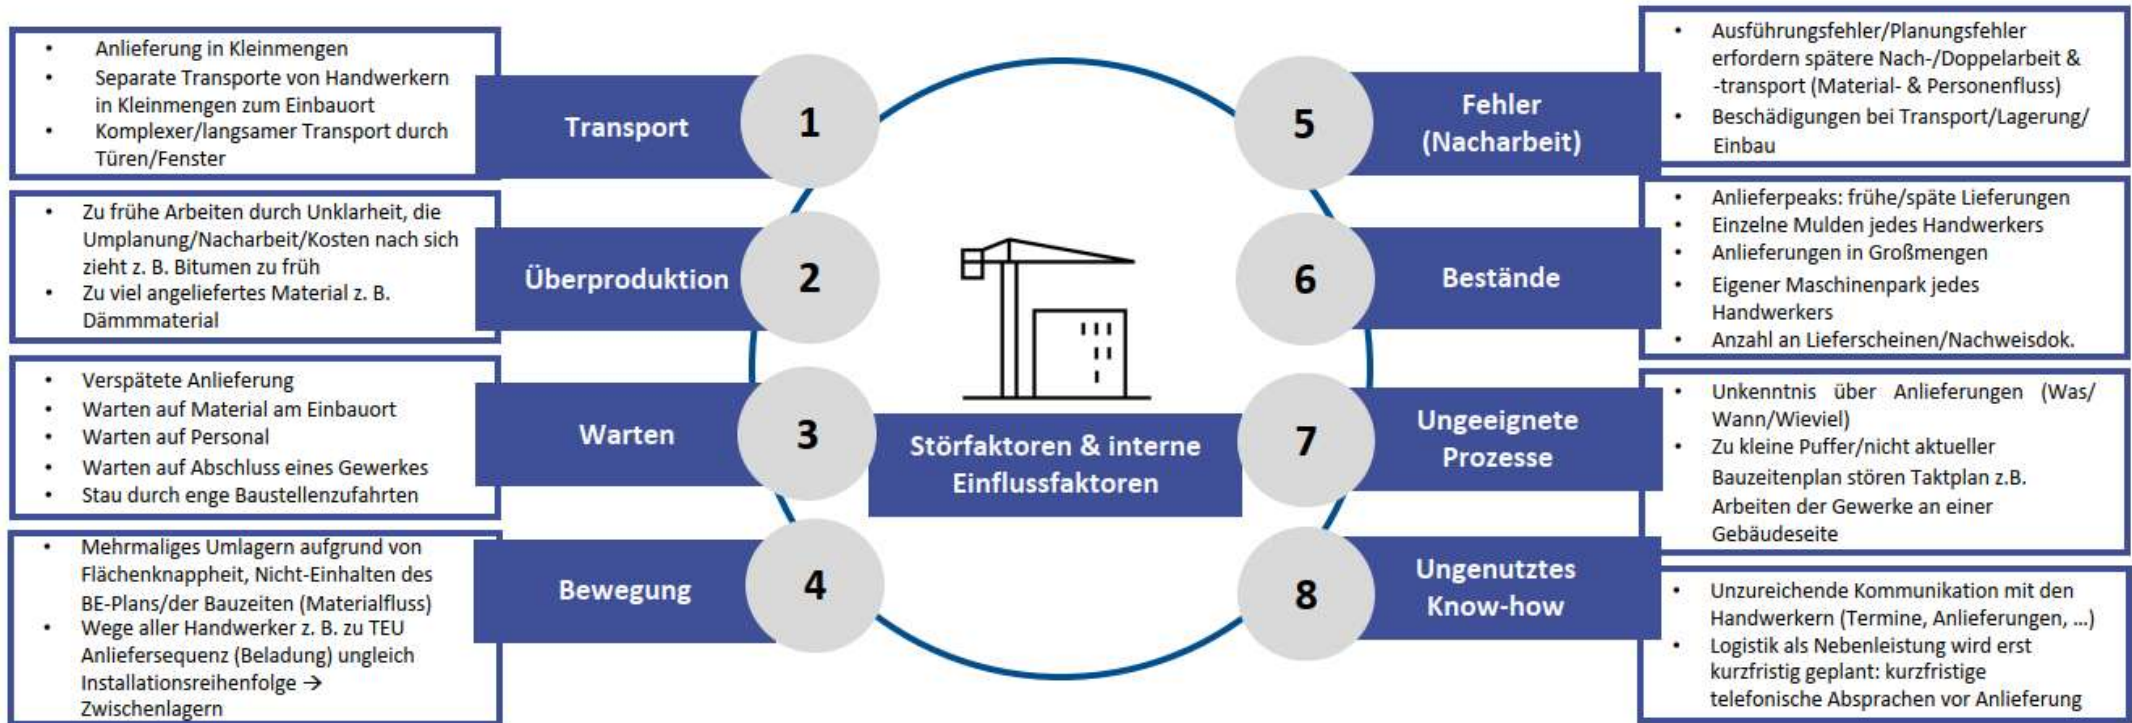 • Anlieferung in Kleinmengen
• Separate Transporte von Handwerkern
in Kleinmengen zum Einbauort
• Komplexer/langsamer Transport durch
Türen/Fenster
Transport
1
• Zu frühe Arbeiten durch Unklarheit, die
Umplanung/Nacharbeit/Kosten nach sich
zieht z. B. Bitumen zu früh
• Zu viel angeliefertes Material z. B.
Dämmmaterial
Überproduktion
2
• Verspätete Anlieferung
• Warten auf Material am Einbauort
• Warten auf Personal
• Warten auf Abschluss eines Gewerkes
• Stau durch enge Baustellenzufahrten
Warten
3
• Mehrmaliges Umlagern aufgrund von
Flächenknappheit, Nicht-Einhalten des
BE-Plans/der Bauzeiten (Materialfluss)
• Wege aller Handwerker z. B. zu TEU
Anliefersequenz (Beladung) ungleich
Installationsreihenfolge →
Zwischenlagern
Bewegung
4
Störfaktoren & interne
Einflussfaktoren
5
Fehler
(Nacharbeit)
• Ausführungsfehler/Planungsfehler
erfordern spätere Nach-/Doppelarbeit &
-transport (Material- & Personenfluss)
• Beschädigungen bei Transport/Lagerung/
Einbau
6
Bestände
• Anlieferpeaks: frühe/späte Lieferungen
• Einzelne Mulden jedes Handwerkers
• Anlieferungen in Großmengen
• Eigener Maschinenpark jedes
Handwerkers
• Anzahl an Lieferscheinen/Nachweisdok.
7
Ungeeignete
Prozesse
• Unkenntnis über Anlieferungen (Was/
Wann/Wieviel)
• Zu kleine Puffer/nicht aktueller
Bauzeitenplan stören Taktplan z.B.
Arbeiten der Gewerke an einer
Gebäudeseite
8
Ungenutztes
Know-how
• Unzureichende Kommunikation mit den
Handwerkern (Termine, Anlieferungen, ...)
• Logistik als Nebenleistung wird erst
kurzfristig geplant: kurzfristige
telefonische Absprachen vor Anlieferung